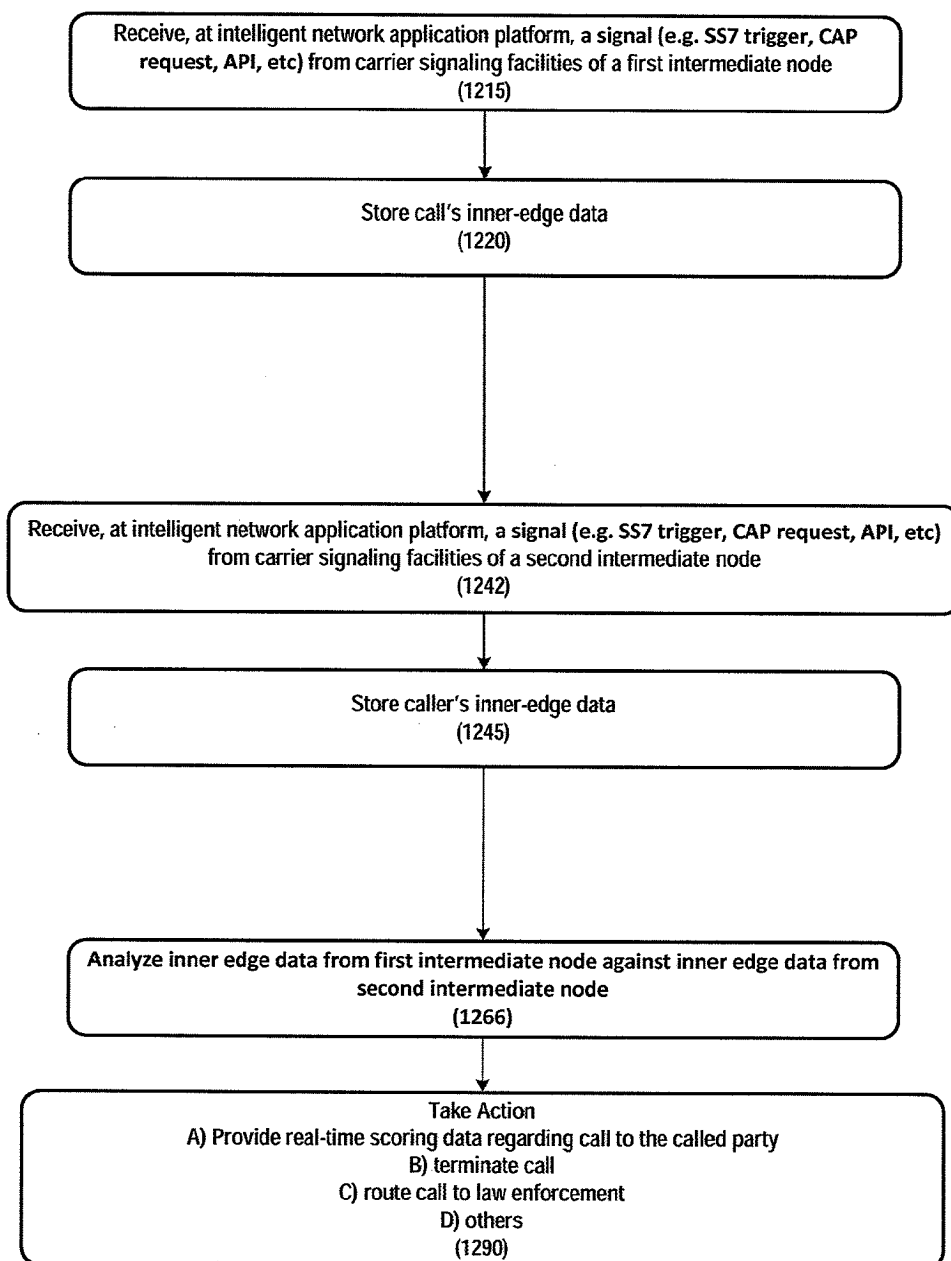 Receive, at intelligent network application platform, a signal (e.g. SS7 trigger, CAP
request, API, etc) from carrier signaling facilities of a first intermediate node
(1215)
Store call's inner-edge data
(1220)
Receive, at intelligent network application platform, a signal (e.g. SS7 trigger, CAP request, API, etc)
from carrier signaling facilities of a second intermediate node
(1242)
Store caller's inner-edge data
(1245)
Analyze inner edge data from first intermediate node against inner edge data from
second intermediate node
(1266)
Take Action
A) Provide real-time scoring data regarding call to the called party
B) terminate call
C) route call to law enforcement
D) others
(1290)